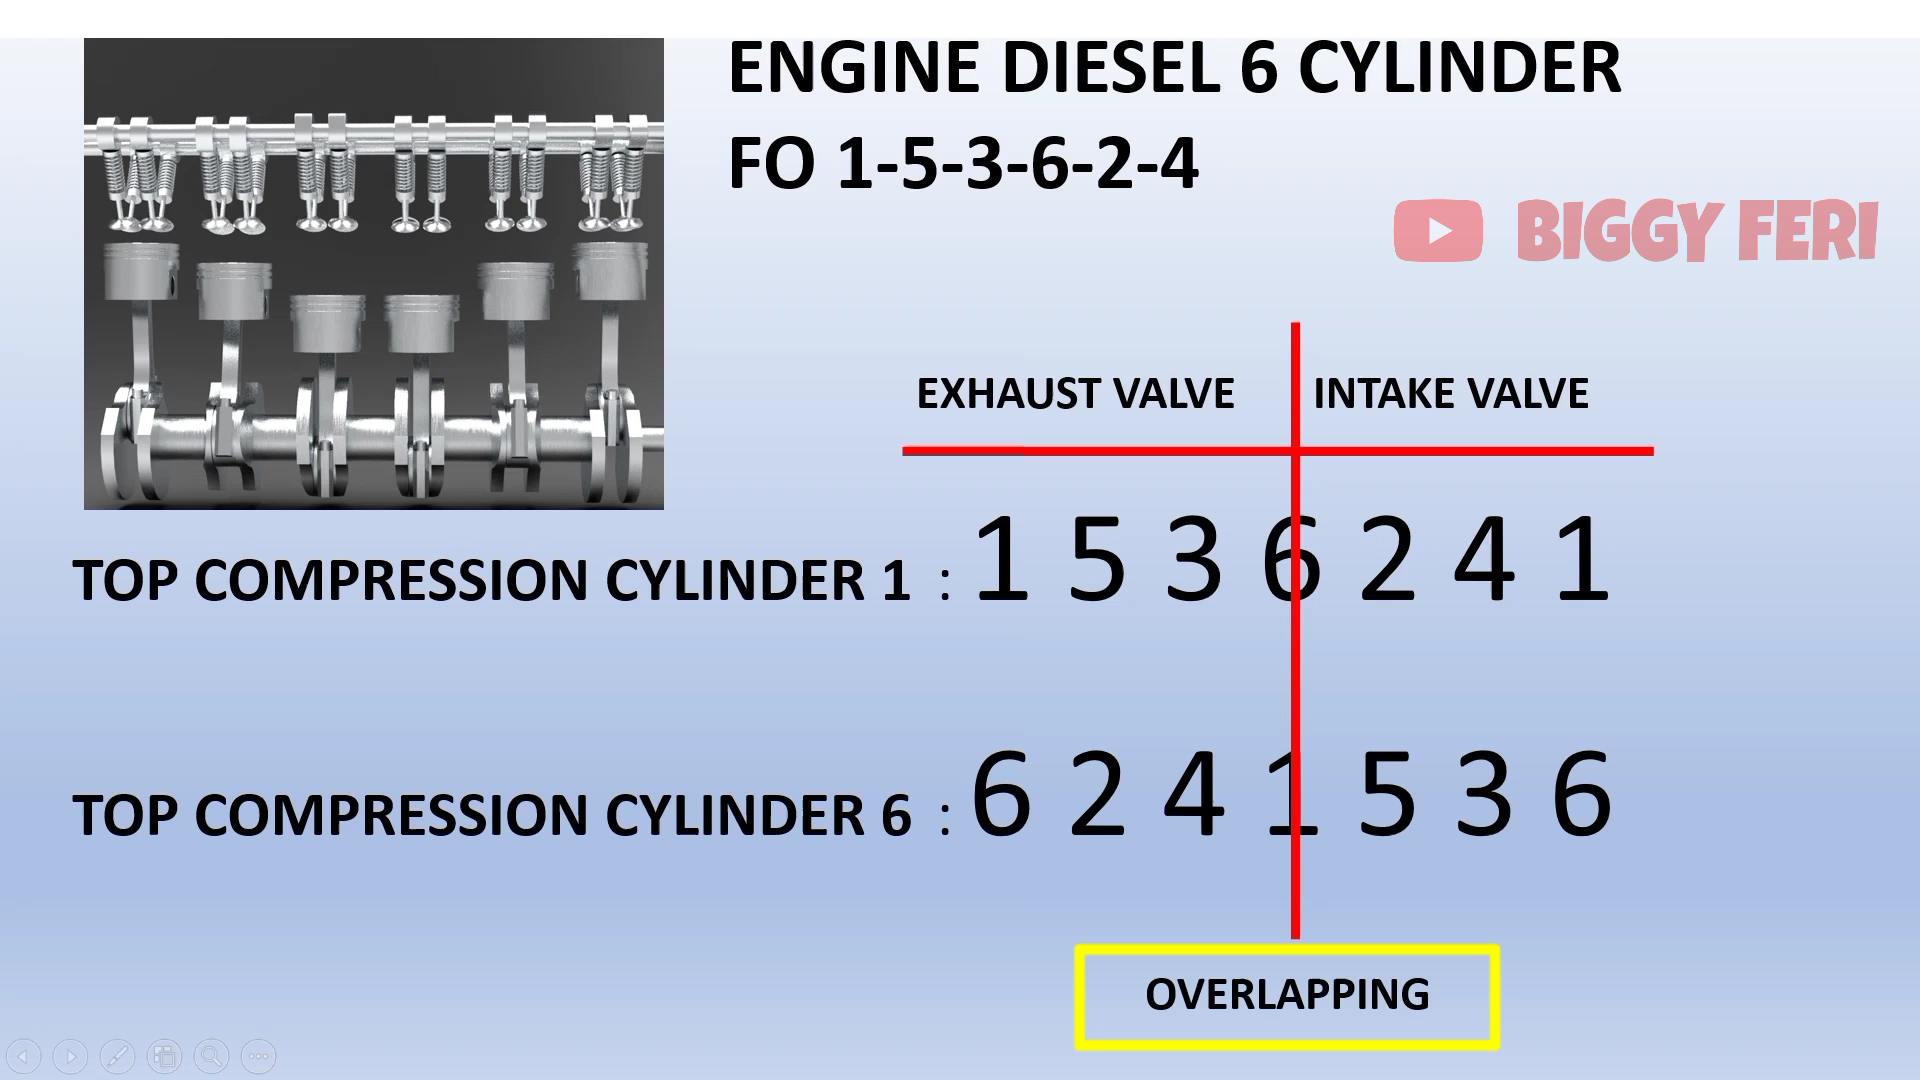 ENGINE DIESEL 6 CYLINDER
FO 1-5-3-6-2-4
BIGGY FERI
EXHAUST VALVE INTAKE VALVE
TOP COMPRESSION CYLINDER 1 : 1 5 3 6 2 4 1
TOP COMPRESSION CYLINDER 6 : 6 2 4 1 5 3 6
OVERLAPPING